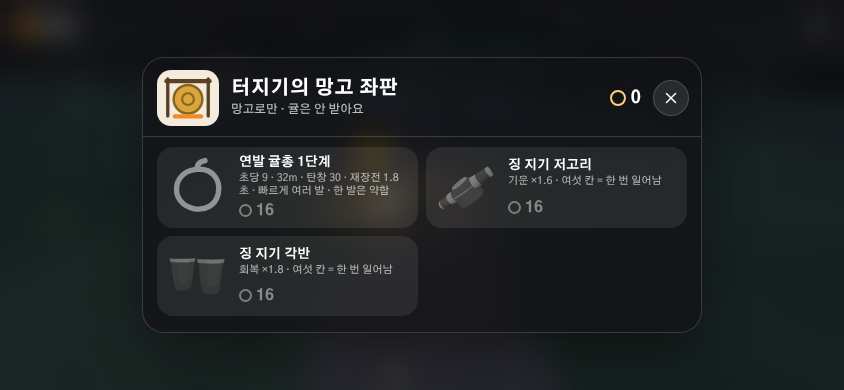 터지기의 망고 좌판
망고로만 · 귤은 안 받아요
0
연발 귤총 1단계
초당 9 · 32m · 탄창 30 · 재장전 1.8
초 · 빠르게 여러 발 · 한 발은 약함
16
징 지기 저고리
기운 ×1.6 · 여섯 칸 = 한 번 일어남
16
징 지기 각반
회복 ×1.8 · 여섯 칸 = 한 번 일어남
16